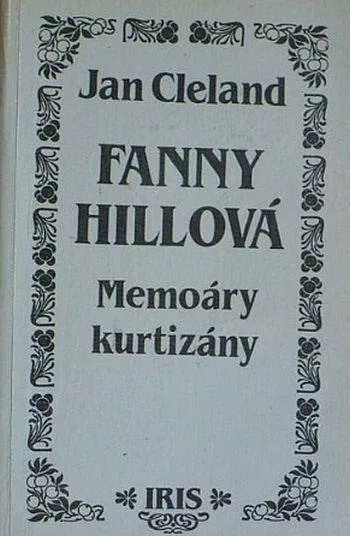 Jan Cleland
FANNY
HILLOVÁ
Memoáry
kurtizány
IRIS